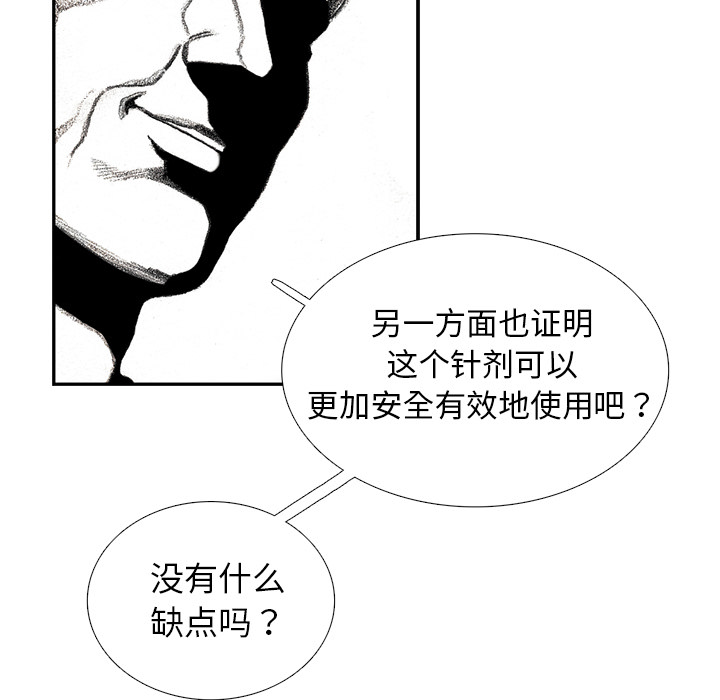 另一方面也证明
这个针剂可以
更加安全有效地使用吧？
没有什么
缺点吗？